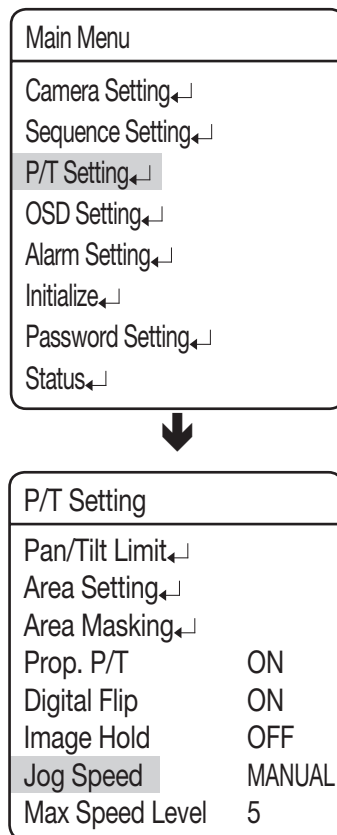 Main Menu
Camera Setting↵
Sequence Setting↵
P/T Setting↵
OSD Setting↵
Alarm Setting↵
Initialize↵
Password Setting↵
Status↵
P/T Setting
Pan/Tilt Limit↵
Area Setting↵
Area Masking↵
Prop. P/T ON
Digital Flip ON
Image Hold OFF
Jog Speed MANUAL
Max Speed Level 5